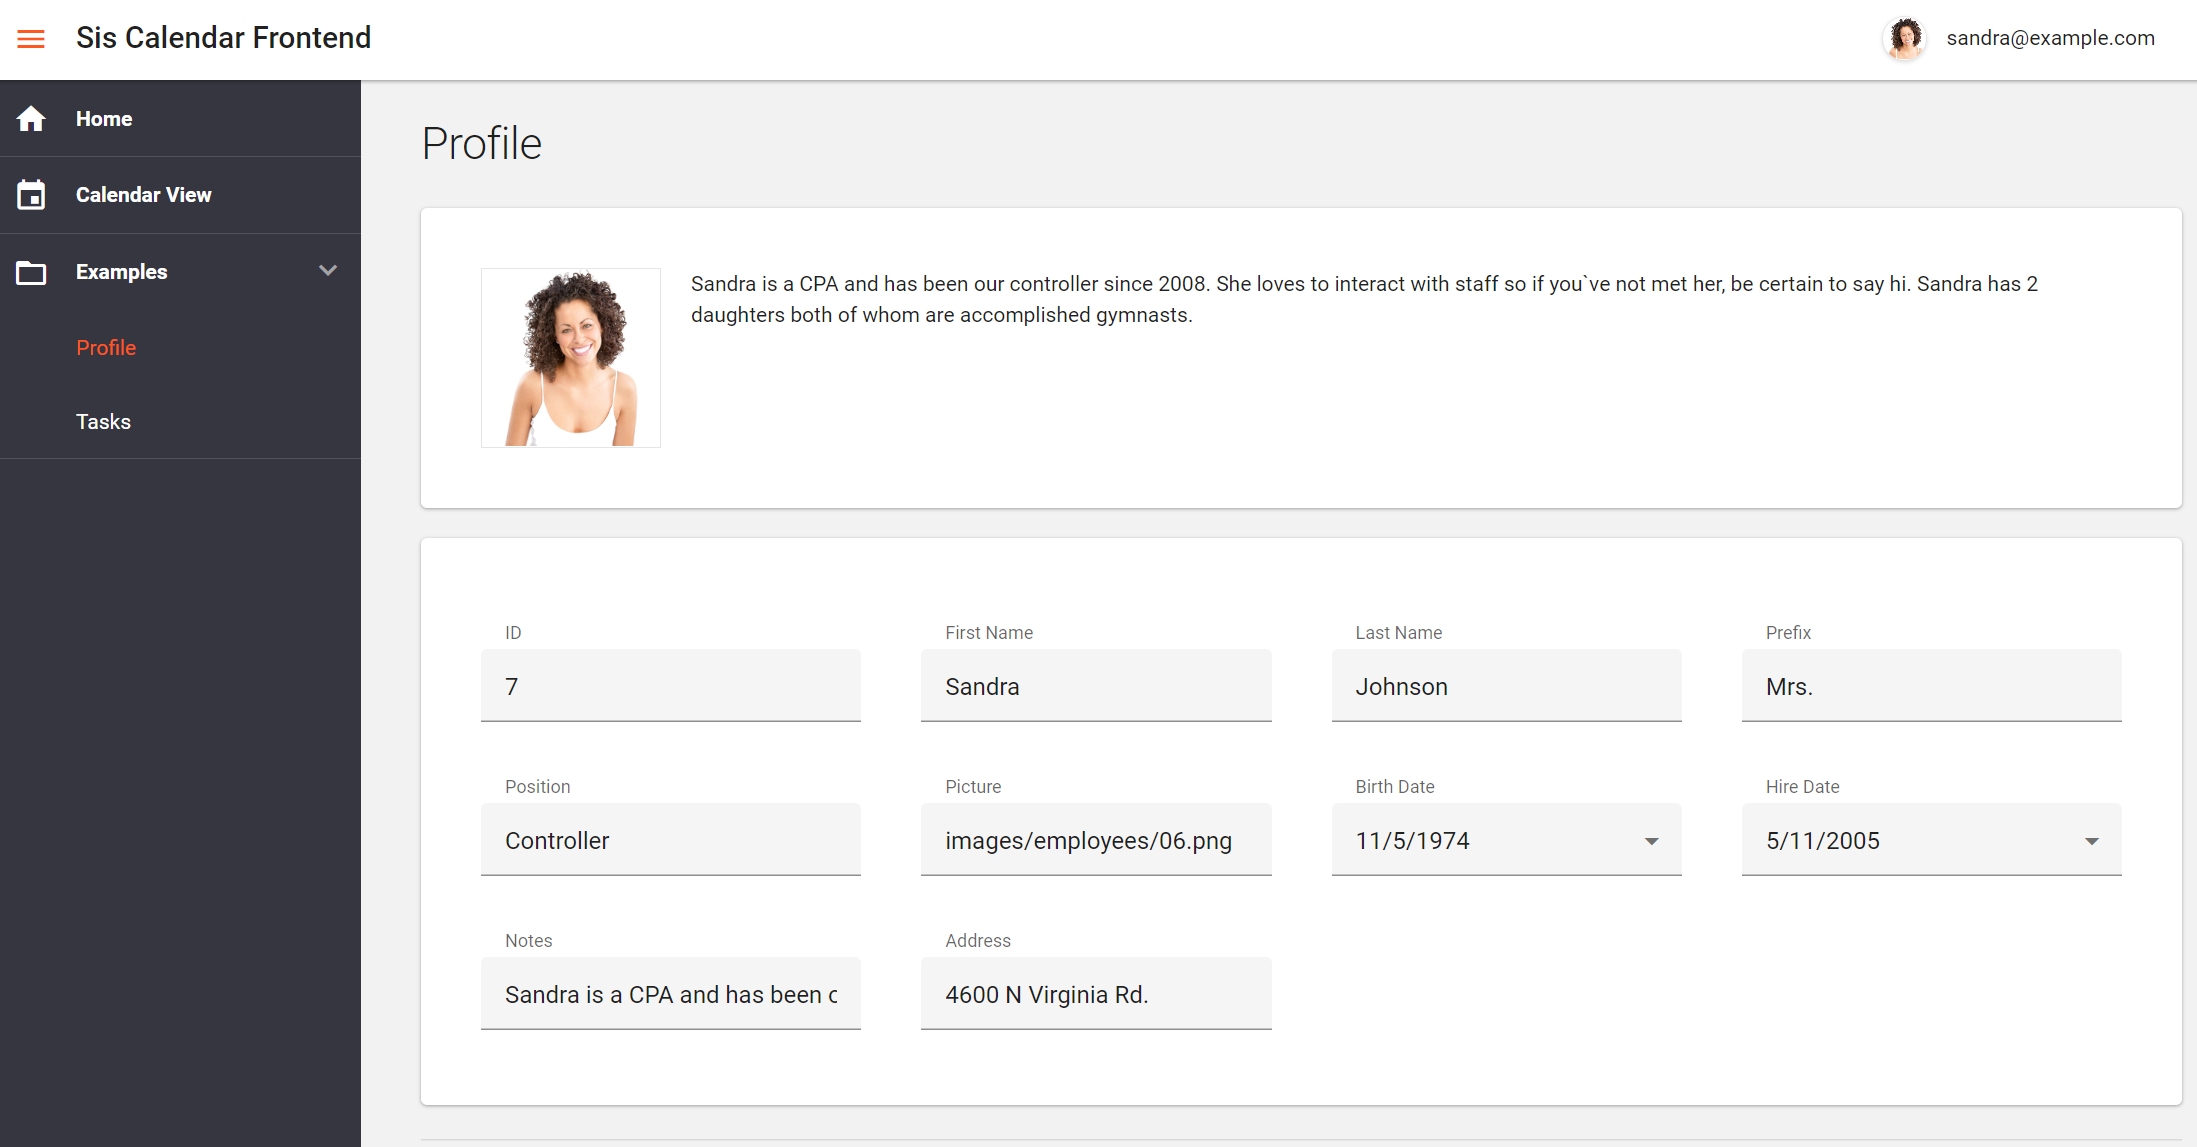 Sis Calendar Frontend
sandra@example.com
Home
Calendar View
Examples
Profile
Tasks
Profile
Sandra is a CPA and has been our controller since 2008. She loves to interact with staff so if you`ve not met her, be certain to say hi. Sandra has 2
daughters both of whom are accomplished gymnasts.
ID
First Name
Last Name
Prefix
7
Sandra
Johnson
Mrs.
Position
Picture
Birth Date
Hire Date
Controller
images/employees/06.png
11/5/1974
5/11/2005
Notes
Address
Sandra is a CPA and has been
4600 N Virginia Rd.